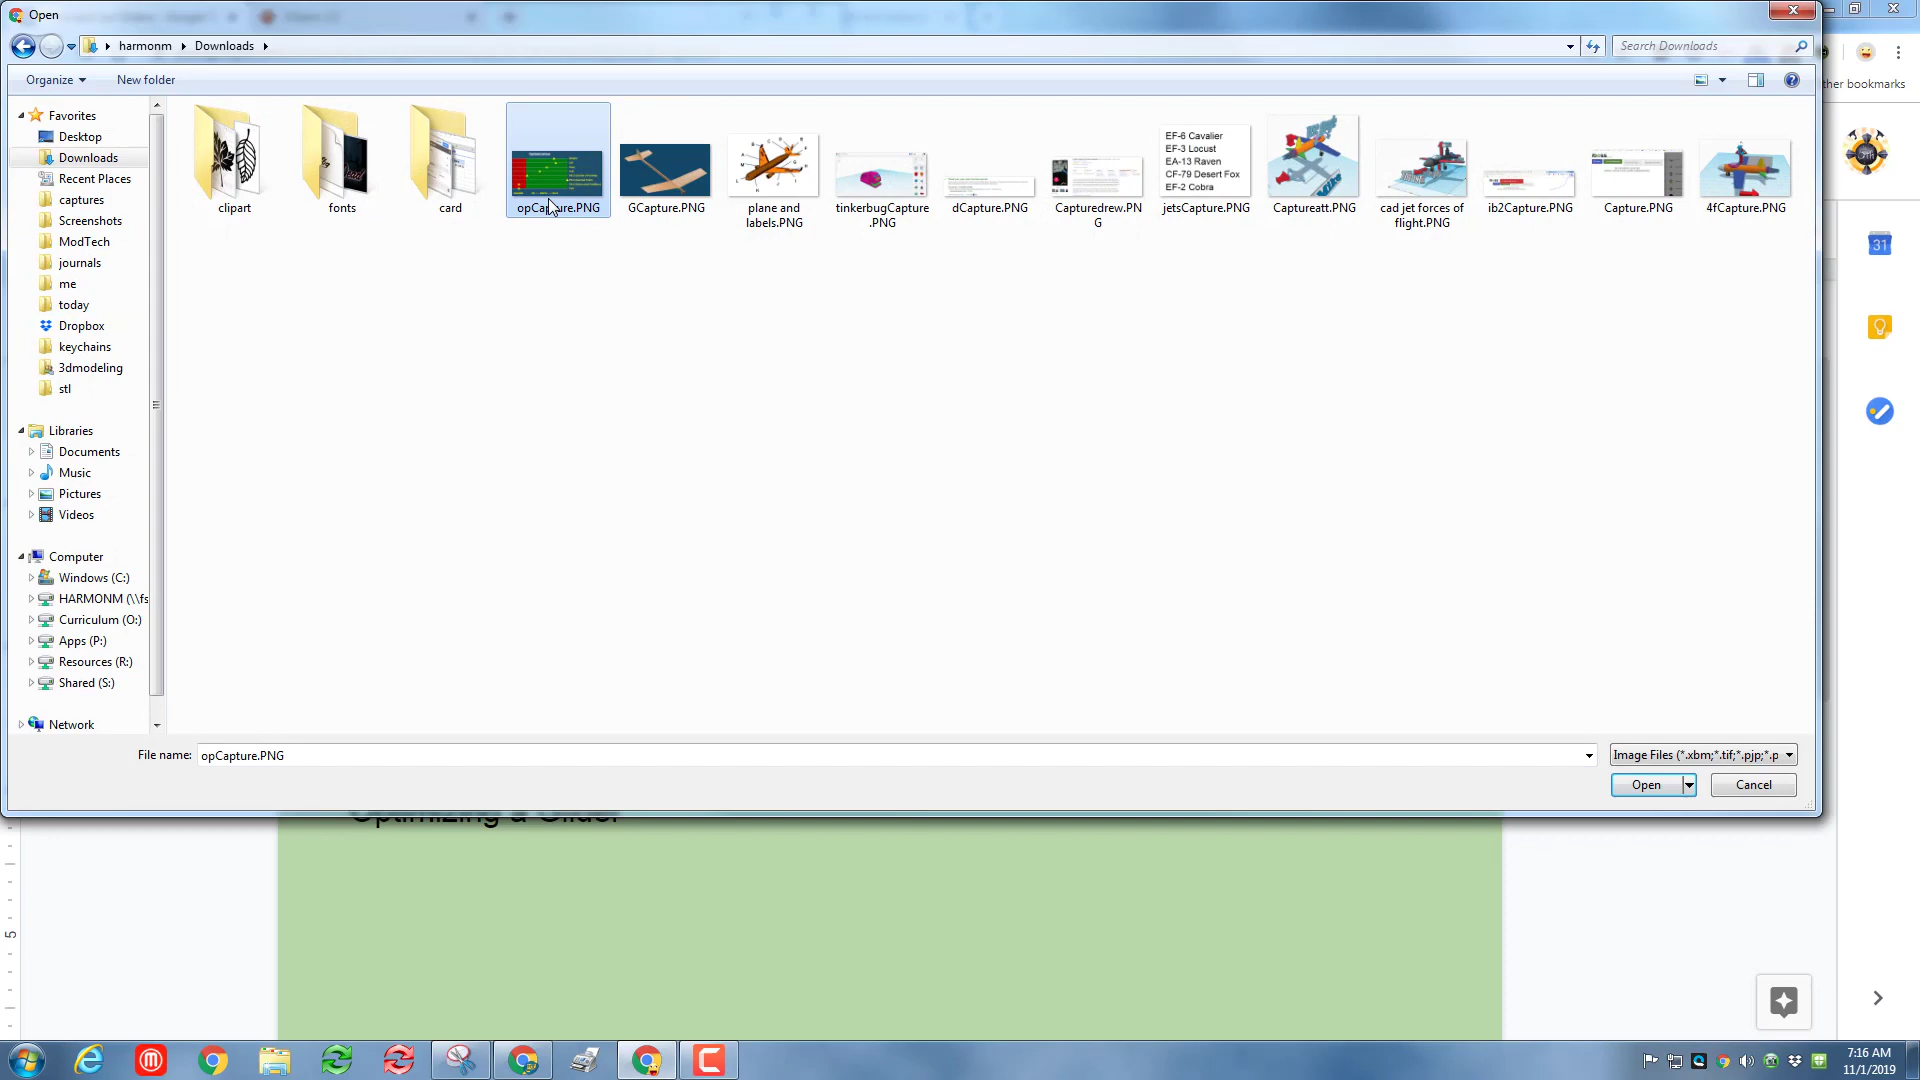 Open
harmonm Downloads
Search Downloads
Organize
New folder
her bookmarks
Favorites
Desktop
Downloads
Recent Places
captures
Screenshots
ModTech
journals
me
today
Dropbox
keychains
3dmodeling
stl
Libraries
Documents
Music
Pictures
Videos
Computer
Windows (C:)
HARMONM (\\fs
Curriculum (O:)
Apps (P:)
Resources (R:)
Shared (S:)
Network
clipart
fonts
card
opCapture.PNG
GCapture.PNG
plane and
labels.PNG
tinkerbugCapture
.PNG
dCapture.PNG
Capturedrew.PN
G
EF-6 Cavalier
EF-3 Locust
EA-13 Raven
CF-79 Desert Fox
EF-2 Cobra
jetsCapture.PNG
Captureatt.PNG
cad jet forces of
flight.PNG
ib2Capture.PNG
Capture.PNG
4fCapture.PNG
31
File name: opCapture.PNG
Image Files (*.xbm;*.tif;*.pjp;*.p
Open
Cancel
Optimizing a Glider
5
7:16 AM
11/1/2019